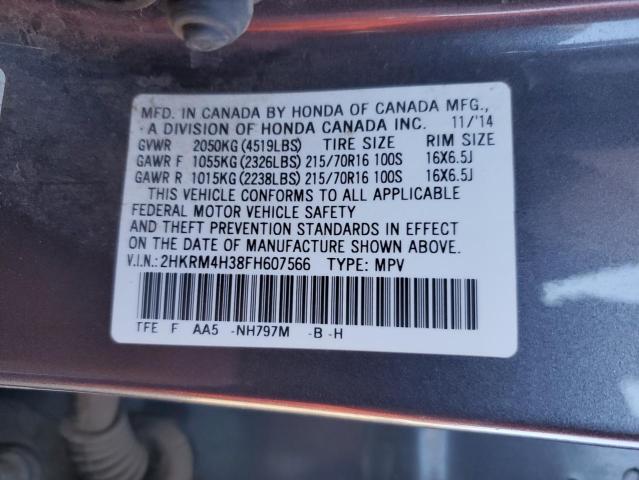 MFD. IN CANADA BY HONDA OF CANADA MFG.,
A DIVISION OF HONDA CANADA INC. 11/'14
GVWR 2050KG(4519LBS) TIRE SIZE RIM SIZE
GAWR F 1055KG(2326LBS) 215/70R16 100S 16X6.5J
GAWR R 1015KG(2238LBS) 215/70R16 100S 16X6.5J
THIS VEHICLE CONFORMS TO ALL APPLICABLE
FEDERAL MOTOR VEHICLE SAFETY
AND THEFT PREVENTION STANDARDS IN EFFECT
ON THE DATE OF MANUFACTURE SHOWN ABOVE.
V.I.N.: 2HKRM4H38FH607566 TYPE: MPV
TFE F AA5 -NH797M -B -H